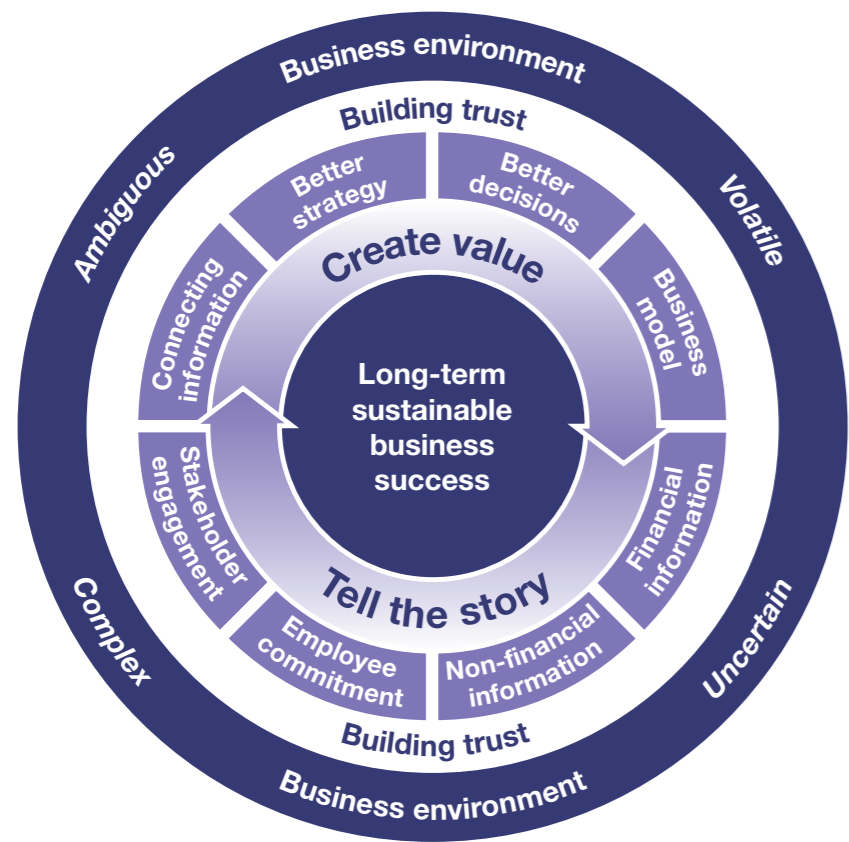 Business environment
Ambiguous
Volatile
Building trust
Better
strategy
Better
decisions
Connecting
information
Business
model
Create value
Long-term
sustainable
business
success
Tell the story
Stakeholder
engagement
Financial
information
Employee
commitment
Non-financial
information
Building trust
Complex
Uncertain
Business environment